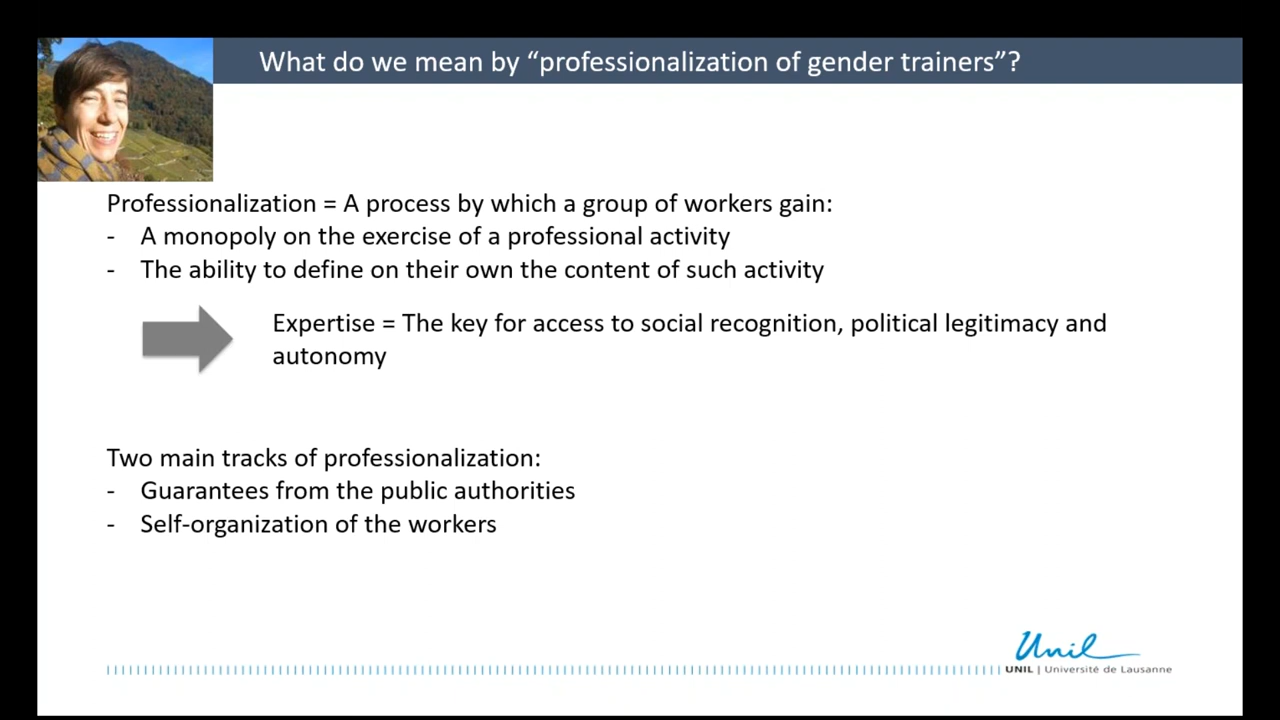 What do we mean by “professionalization of gender trainers”?
Professionalization = A process by which a group of workers gain:
- A monopoly on the exercise of a professional activity
- The ability to define on their own the content of such activity
Expertise = The key for access to social recognition, political legitimacy and
autonomy
Two main tracks of professionalization:
- Guarantees from the public authorities
- Self-organization of the workers
Unil
UNIL | Université de Lausanne